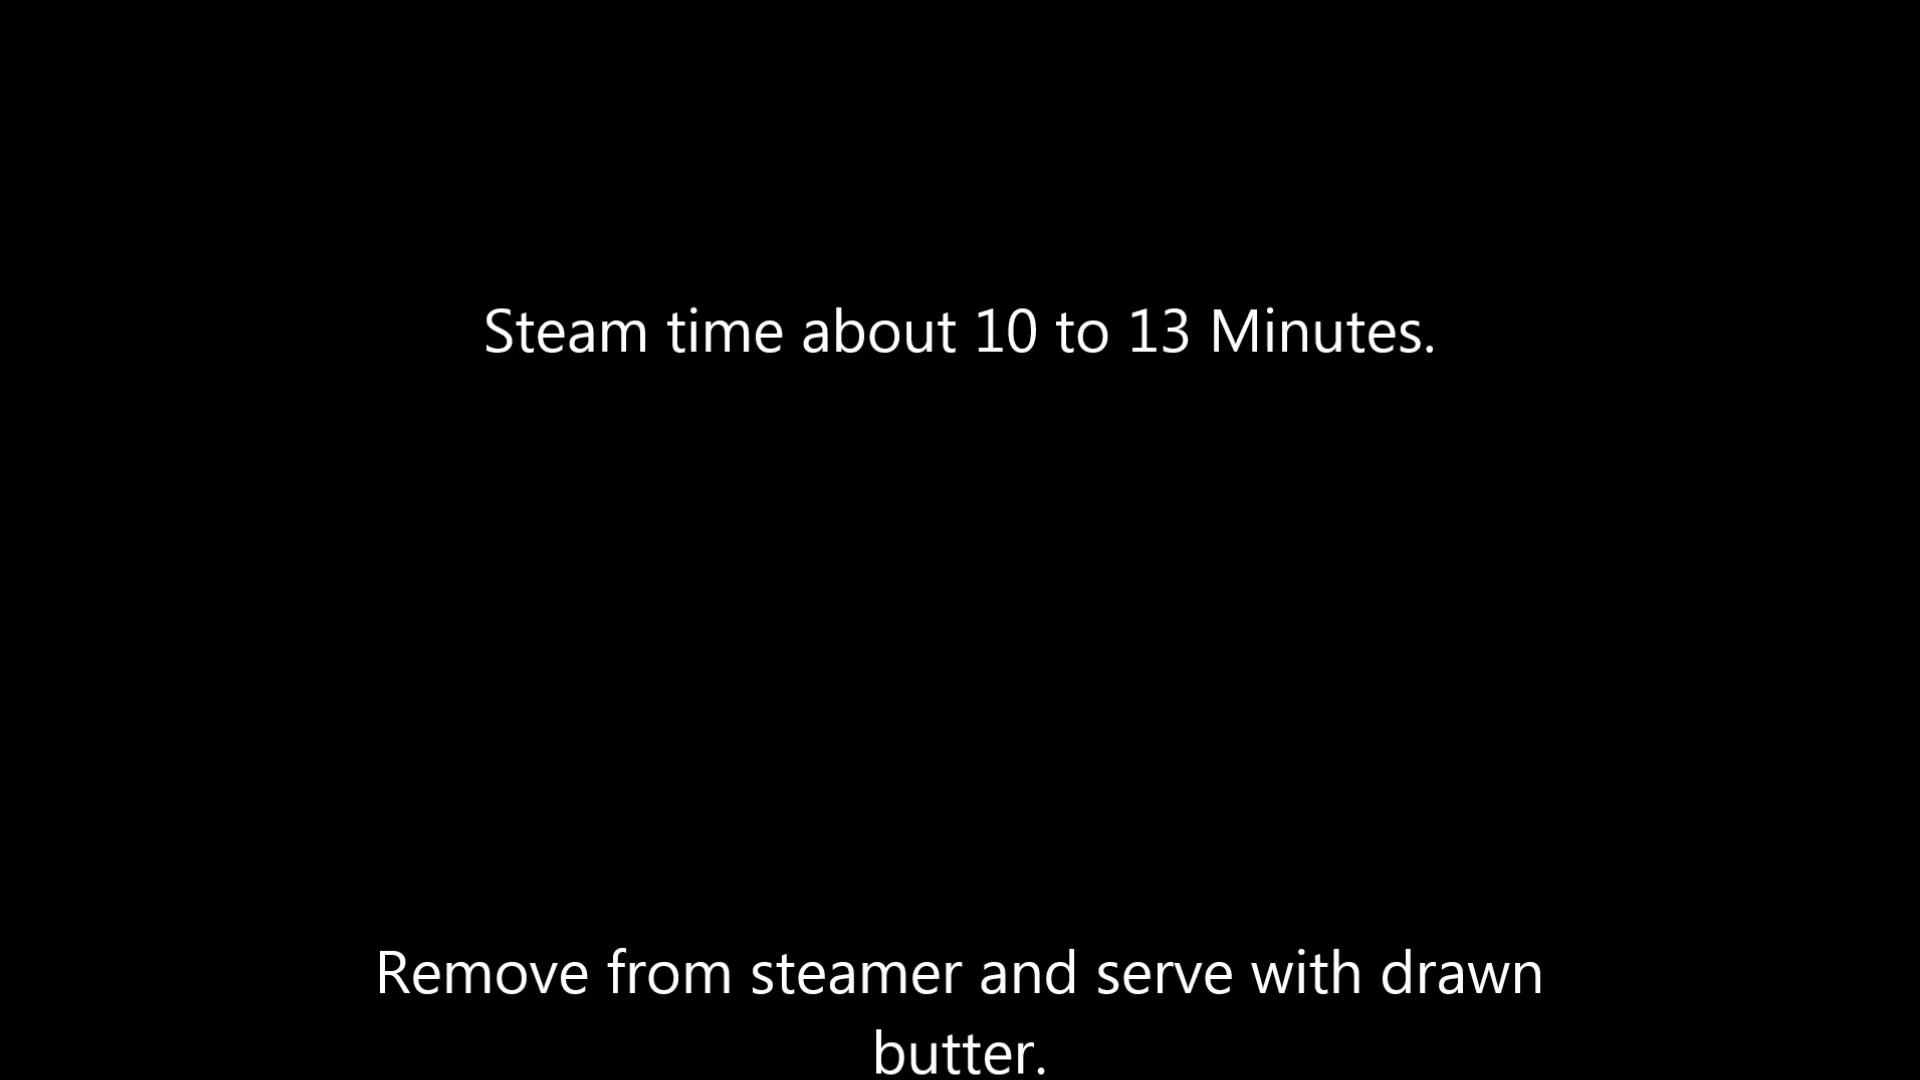 Steam time about 10 to 13 Minutes.
Remove from steamer and serve with drawn
butter.